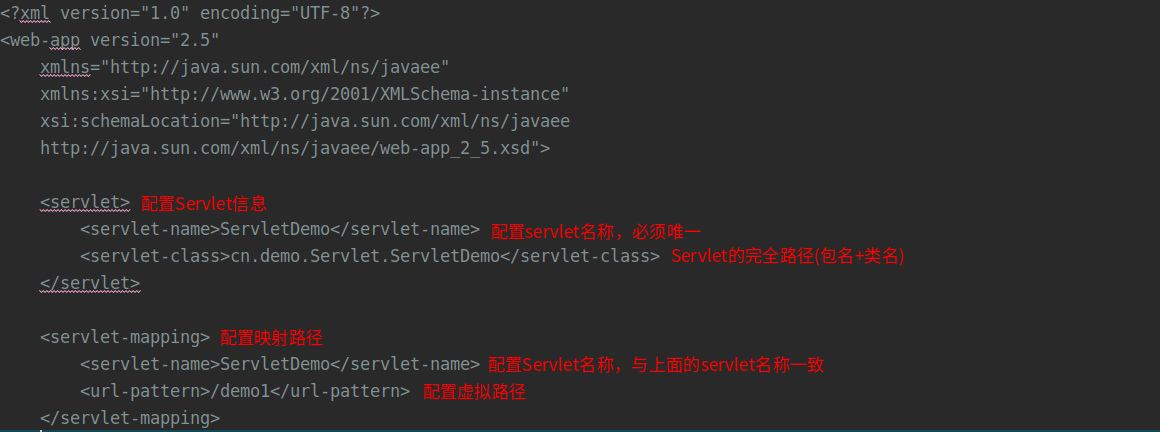 <?xml version="1.0" encoding="UTF-8"?>
<web-app version="2.5"
xmlns="http://java.sun.com/xml/ns/javaee"
xmlns:xsi="http://www.w3.org/2001/XMLSchema-instance"
xsi:schemaLocation="http://java.sun.com/xml/ns/javaee
http://java.sun.com/xml/ns/javaee/web-app_2_5.xsd">
<servlet> 配置Servlet信息
<servlet-name>ServletDemo</servlet-name> 配置servlet名称，必须唯一
<servlet-class>cn.demo.Servlet.ServletDemo</servlet-class> Servlet的完全路径(包名+类名)
</servlet>
<servlet-mapping> 配置映射路径
<servlet-name>ServletDemo</servlet-name> 配置Servlet名称，与上面的servlet名称一致
<url-pattern>/demo1</url-pattern> 配置虚拟路径
</servlet-mapping>